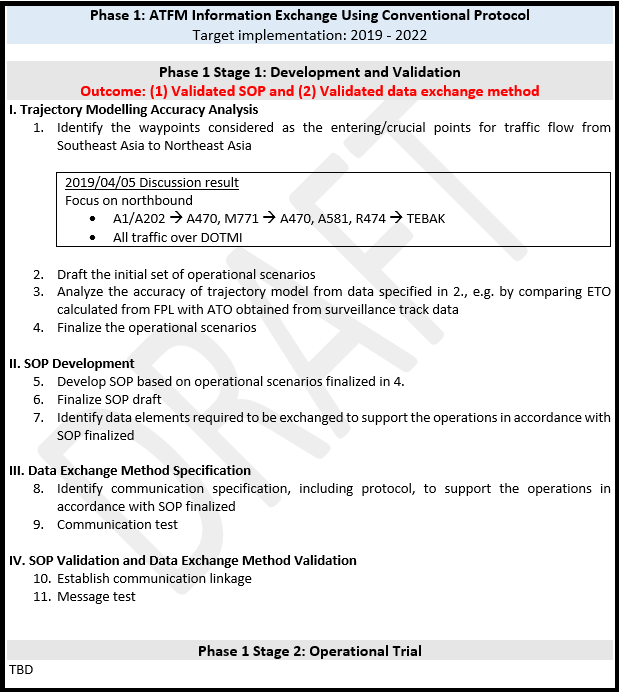 Phase 1: ATFM Information Exchange Using Conventional Protocol
Target implementation: 2019 - 2022
Phase 1 Stage 1: Development and Validation
Outcome: (1) Validated SOP and (2) Validated data exchange method
I. Trajectory Modelling Accuracy Analysis
1. Identify the waypoints considered as the entering/crucial points for traffic flow from
Southeast Asia to Northeast Asia
2019/04/05 Discussion result
Focus on northbound
• A1/A202 → A470, M771 → A470, A581, R474 → TEBAK
• All traffic over DOTMI
2. Draft the initial set of operational scenarios
3. Analyze the accuracy of trajectory model from data specified in 2., e.g. by comparing ETO
calculated from FPL with ATO obtained from surveillance track data
4. Finalize the operational scenarios
II. SOP Development
5. Develop SOP based on operational scenarios finalized in 4.
6. Finalize SOP draft
7. Identify data elements required to be exchanged to support the operations in accordance with
SOP finalized
III. Data Exchange Method Specification
8. Identify communication specification, including protocol, to support the operations in
accordance with SOP finalized
9. Communication test
IV. SOP Validation and Data Exchange Method Validation
10. Establish communication linkage
11. Message test
Phase 1 Stage 2: Operational Trial
TBD
DRAFT